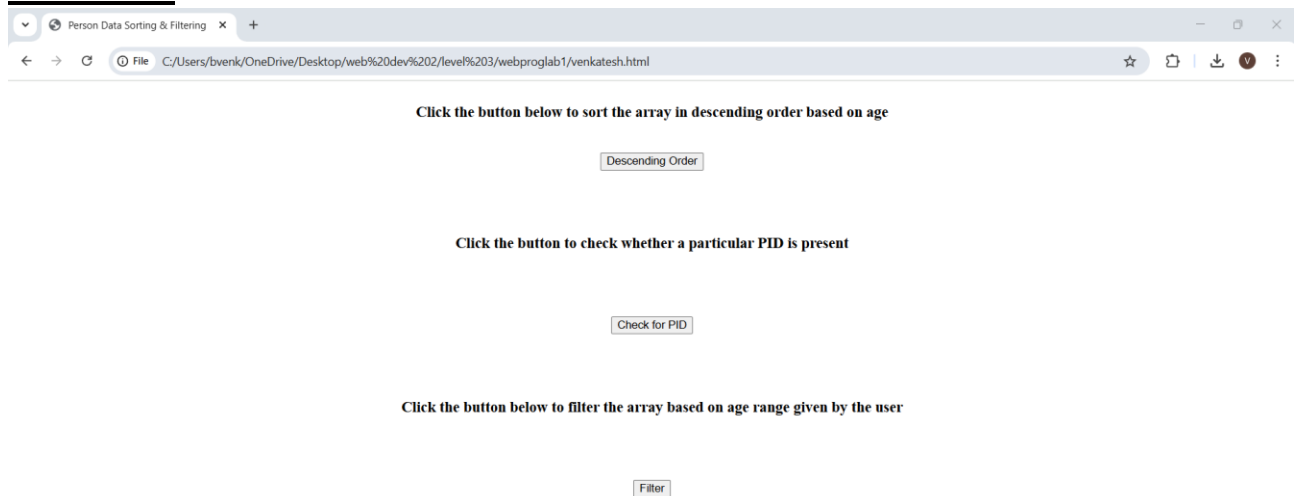 Person Data Sorting & Filtering
File C:/Users/bvenk/OneDrive/Desktop/web%20dev%202/level%203/webproglab1/venkatesh.html
V
Click the button below to sort the array in descending order based on age
Descending Order
Click the button to check whether a particular PID is present
Check for PID
Click the button below to filter the array based on age range given by the user
Filter